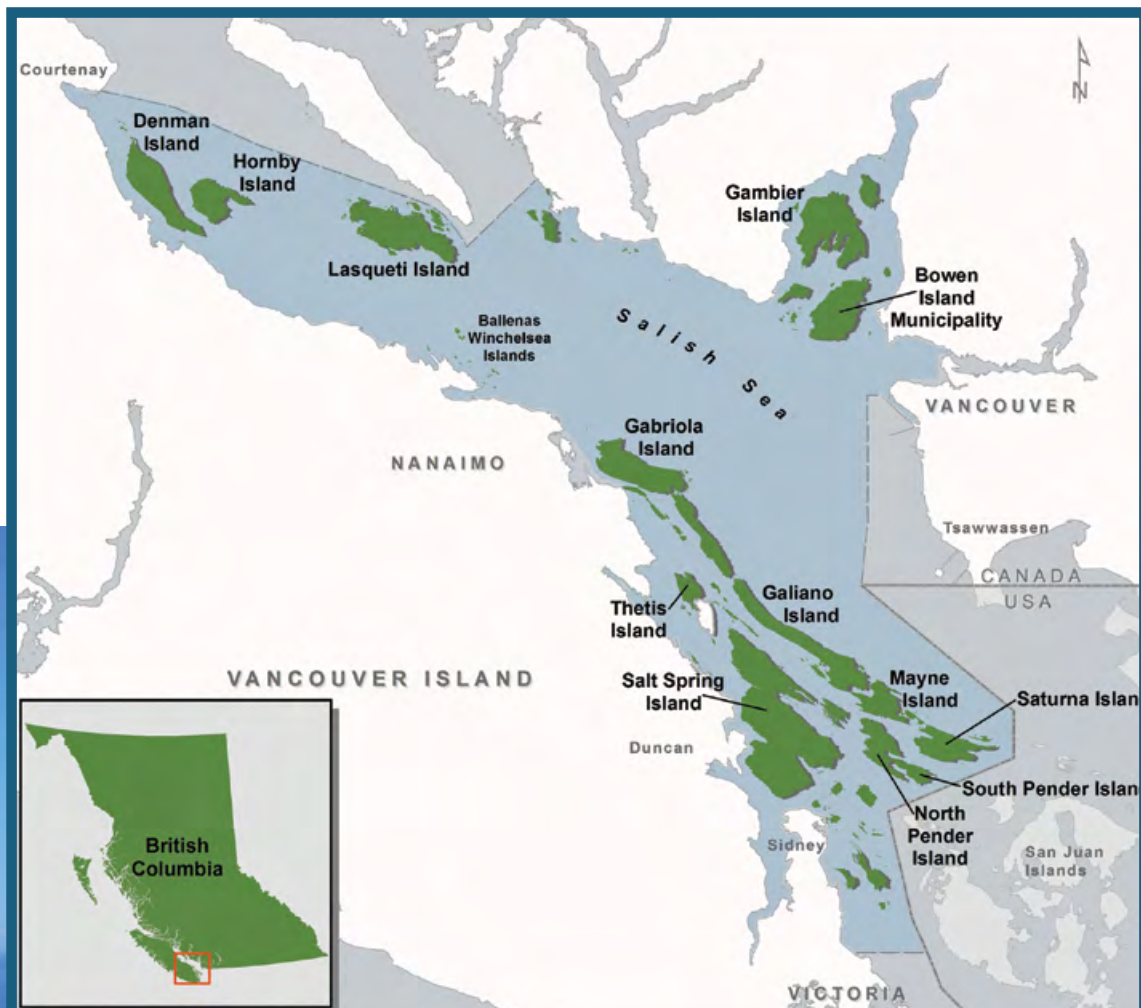 Courtenay
N
Denman
Island
Hornby
Island
Lasqueti Island
Gambier
Island
Bowen
Island
Municipality
Ballenas
Winchelsea
Islands
Salish Sea
VANCOUVER
Gabriola
Island
NANAIMO
Tsawwassen
CANADA
USA
Thetis
Island
Galiano
Island
VANCOUVER ISLAND
Salt Spring
Island
Mayne
Island
Saturna Islan
Duncan
South Pender Islan
North
Pender
Island
Sidney
San Juan
Islands
VICTORIA
British
Columbia